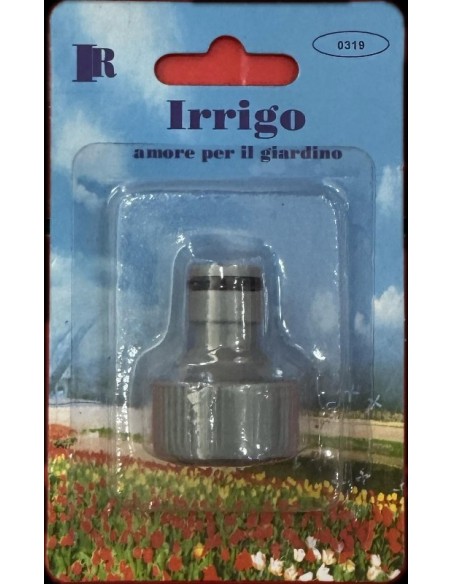 IR
0319
Irrigo
amore per il giardino